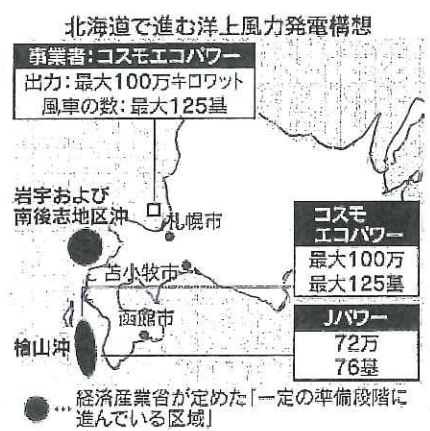 北海道で進む洋上風力発電構想
事業者:コスモエコパワー
出力:最大100万キロワット
風車の数:最大125基
岩宇および
南後志地区沖
札幌市
苫小牧市
函館市
檜山沖
コスモ
エコパワー
最大100万
最大125基
Jパワー
72万
76基
…経済産業省が定めた「一定の準備段階に
進んでいる区域」